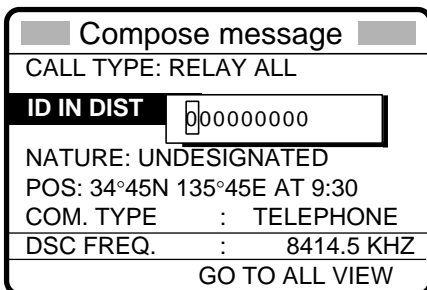 Compose message
CALL TYPE: RELAY ALL
ID IN DIST 000000000
NATURE: UNDESIGNATED
POS: 34°45N 135°45E AT 9:30
COM. TYPE : TELEPHONE
DSC FREQ. : 8414.5 KHZ
GO TO ALL VIEW